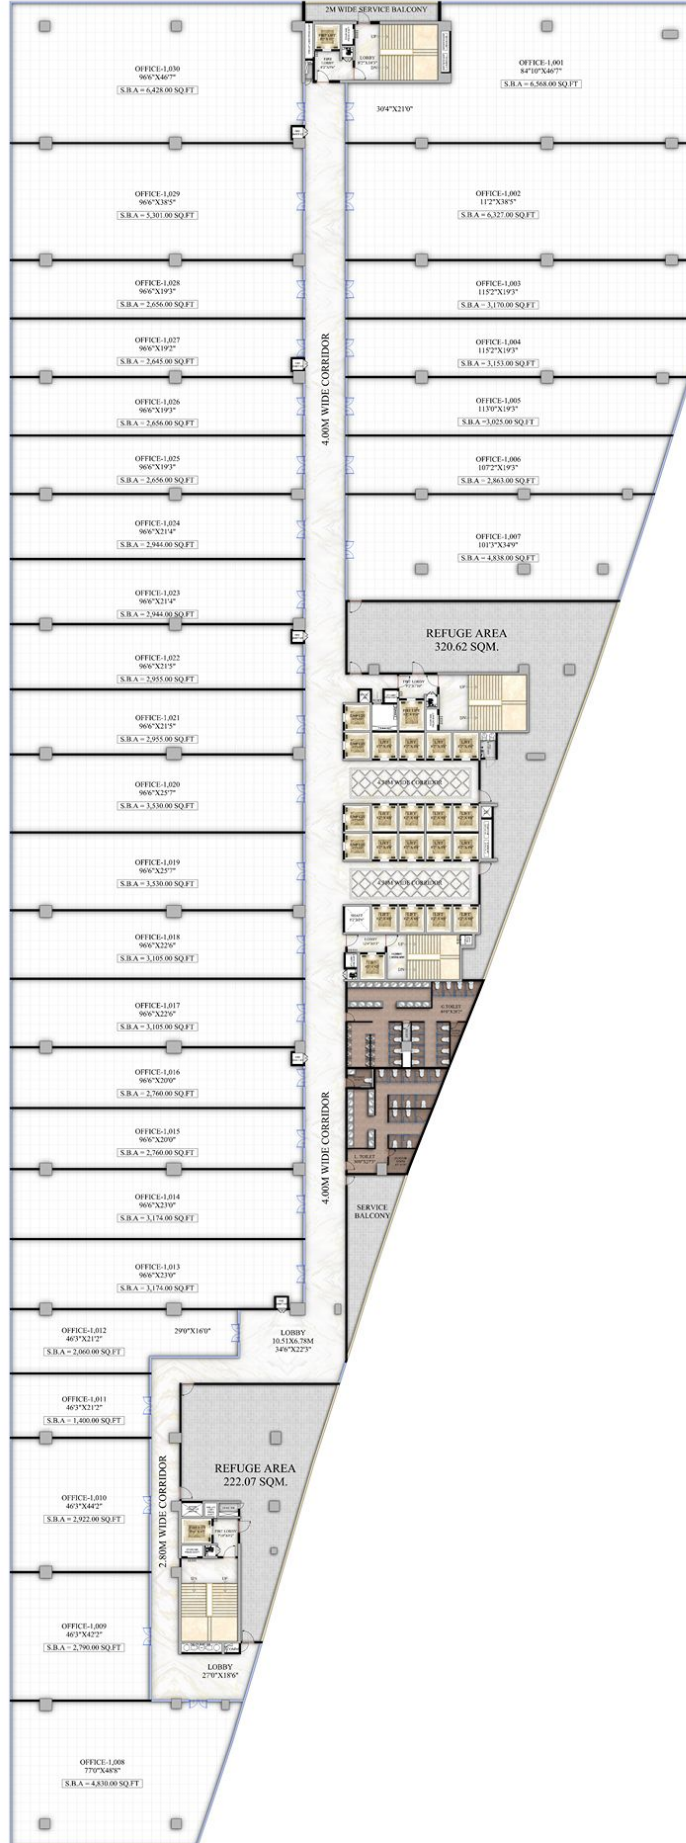 2M WIDE SERVICE BALCONY
OFFICE-1,030
96'6"X46'7"
S.B.A = 6,428.00 SQ.FT
OFFICE-1,001
84'10"X46'7"
S.B.A = 6,568.00 SQ.FT
30'4"X21'0
OFFICE-1,029
96'6"X38'5"
S.B.A = 5,301.00 SQ.FT
OFFICE-1,002
11'2"X38'5"
S.B.A = 6,327.00 SQ.FT
OFFICE-1,028
96'6"X19'3"
S.B.A = 2,656.00 SQ.FT
OFFICE-1,003
115'2"X19'3"
S.B.A = 3,170.00 SQ.FT
OFFICE-1,027
96'6"X19'2"
S.B.A = 2,645.00 SQ.FT
OFFICE-1,004
115'2"X19'3"
S.B.A = 3,153.00 SQ.FT
4.00M WIDE CORRIDOR
OFFICE-1,026
96'6"X19'3"
S.B.A = 2,656.00 SQ.FT
OFFICE-1,005
113'0"X19'3"
S.B.A =3,025.00 SQ.FT
OFFICE-1,025
96'6"X19'3"
S.B.A = 2,656.00 SQ.FT
OFFICE-1,006
107'2"X19'3"
S.B.A = 2,863.00 SQ.FT
OFFICE-1,024
96'6"X21'4"
S.B.A = 2,944.00 SQ.FT
OFFICE-1,007
101'3"X34'9"
S.B.A = 4,838.00 SQ.FT
OFFICE-1,023
96'6"X21'4"
S.B.A = 2,944.00 SQ.FT
REFUGE AREA
320.62 SQM.
OFFICE-1,022
96'6"X21'5"
S.B.A = 2,955.00 SQ.FT
OFFICE-1,021
96'6"X21'5"
S.B.A = 2,955.00 SQ.FT
OFFICE-1,020
96'6"X25'7"
S.B.A = 3,530.00 SQ.FT
OFFICE-1,019
96'6"X25'7"
S.B.A = 3,530.00 SQ.FT
OFFICE-1,018
96'6"X22'6"
S.B.A = 3,105.00 SQ.FT
OFFICE-1,017
96'6"X22'6"
S.B.A = 3,105.00 SQ.FT
OFFICE-1,016
96'6"X20'0"
S.B.A = 2,760.00 SQ.FT
4.00M WIDE CORRIDOR
OFFICE-1,015
96'6"X20'0"
S.B.A = 2,760.00 SQ.FT
OFFICE-1,014
96'6"X23'0"
S.B.A = 3,174.00 SQ.FT
SERVICE
BALCONY
OFFICE-1,013
96'6"X23'0"
S.B.A = 3,174.00 SQ.FT
OFFICE-1,012
46'3"X21'2"
S.B.A = 2,060.00 SQ.FT
29'0"X16'0"
LOBBY
10.51X6.78M
34'6"X22'3"
OFFICE-1,011
46'3"X21'2"
S.B.A = 1,400.00 SQ.FT
REFUGE AREA
222.07 SQM.
OFFICE-1,010
46'3"X44'2"
S.B.A = 2,922.00 SQ.FT
2.80M WIDE CORRIDOR
OFFICE-1,009
46'3"X42'2"
S.B.A = 2,790.00 SQ.FT
LOBBY
27'0"X18'6"
OFFICE-1,008
77'0"X48'8"
S.B.A = 4,830.00 SQ.FT